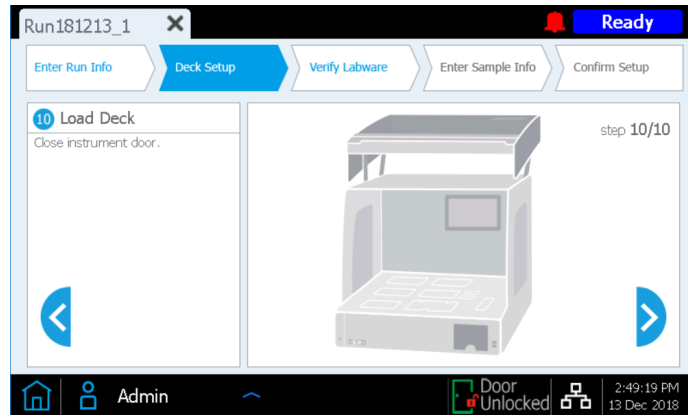 Run181213_1
Ready
Enter Run Info
Deck Setup
Verify Labware
Enter Sample Info
Confirm Setup
10 Load Deck
Close instrument door.
step 10/10
Admin
Door
Unlocked
2:49:19 PM
13 Dec 2018